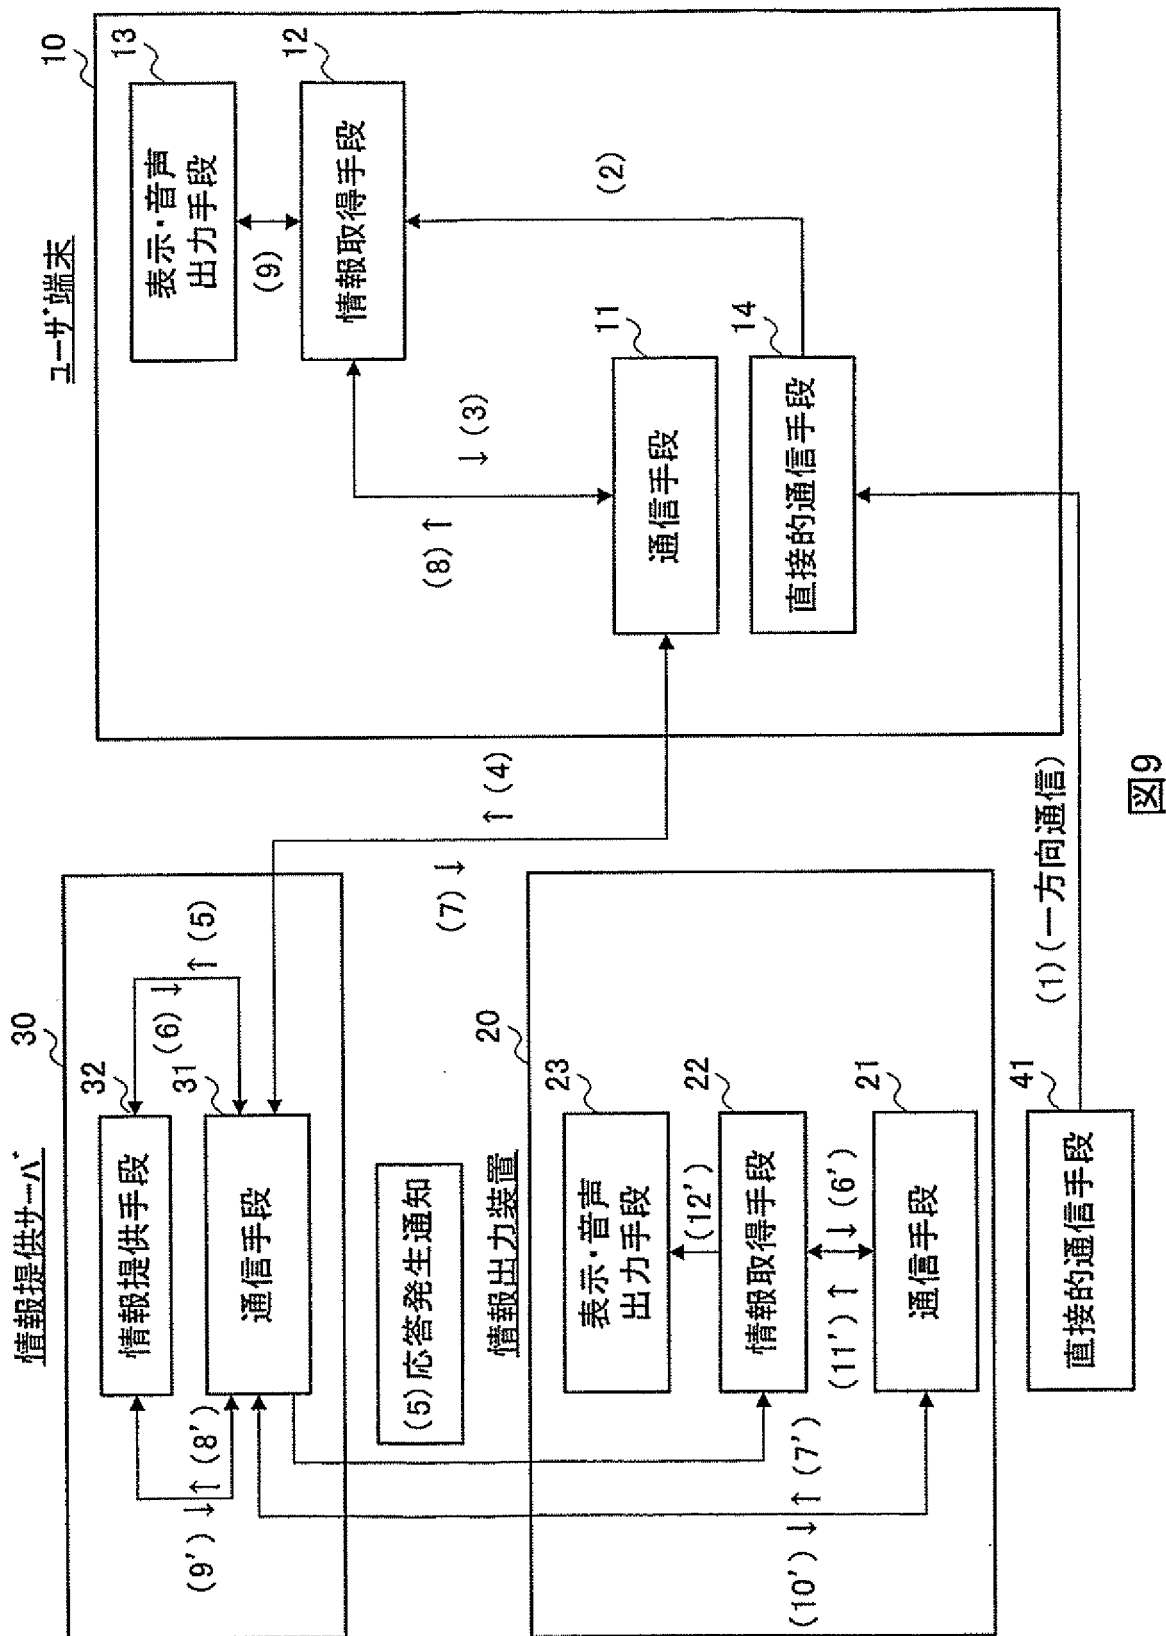 情報提供サーバ
30
情報提供手段
32
通信手段
31
(6)↓
↑(5)
(9')↓↑(8')
(5)応答発生通知
(7)↓
↑(4)
情報出力装置
20
表示・音声
出力手段
23
(12')
情報取得手段
22
(11')↑
↓(6')
通信手段
21
(10')↓↑(7')
直接的通信手段
41
(1)(一方向通信)
ユーザ端末
10
表示・音声
出力手段
13
(9)
情報取得手段
12
(8)↑
↓(3)
(2)
通信手段
11
直接的通信手段
14
図9